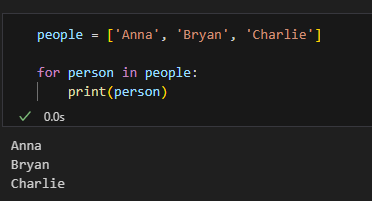 people = ['Anna', 'Bryan', 'Charlie']
for person in people:
    print(person)
0.0s
Anna
Bryan
Charlie